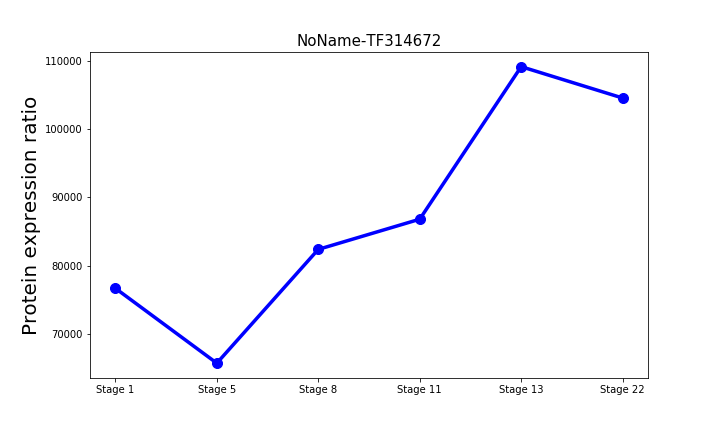 NoName-TF314672
Protein expression ratio
110000
100000
90000
80000
70000
Stage 1 Stage 5 Stage 8 Stage 11 Stage 13 Stage 22